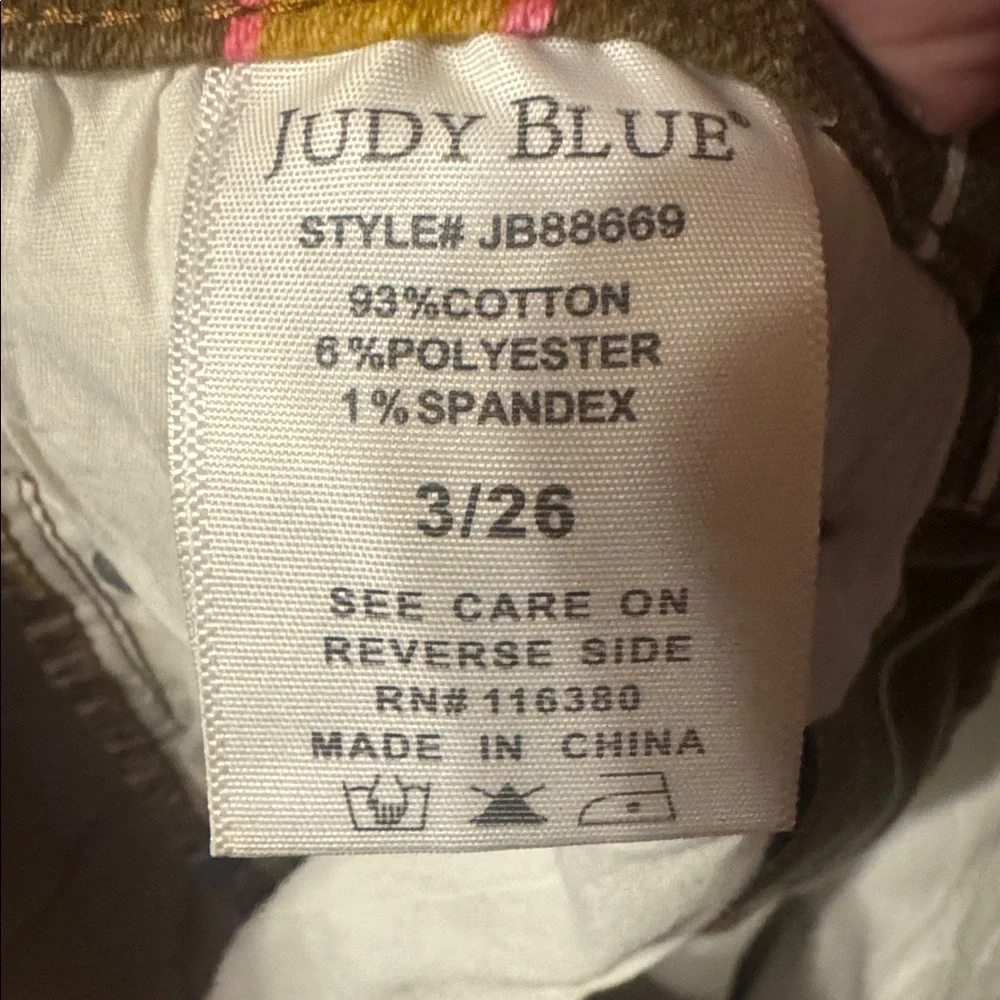 JUDY BLUE®
STYLE# JB88669
93%COTTON
6%POLYESTER
1%SPANDEX
3/26
SEE CARE ON
REVERSE SIDE
RN# 116380
MADE IN CHINA